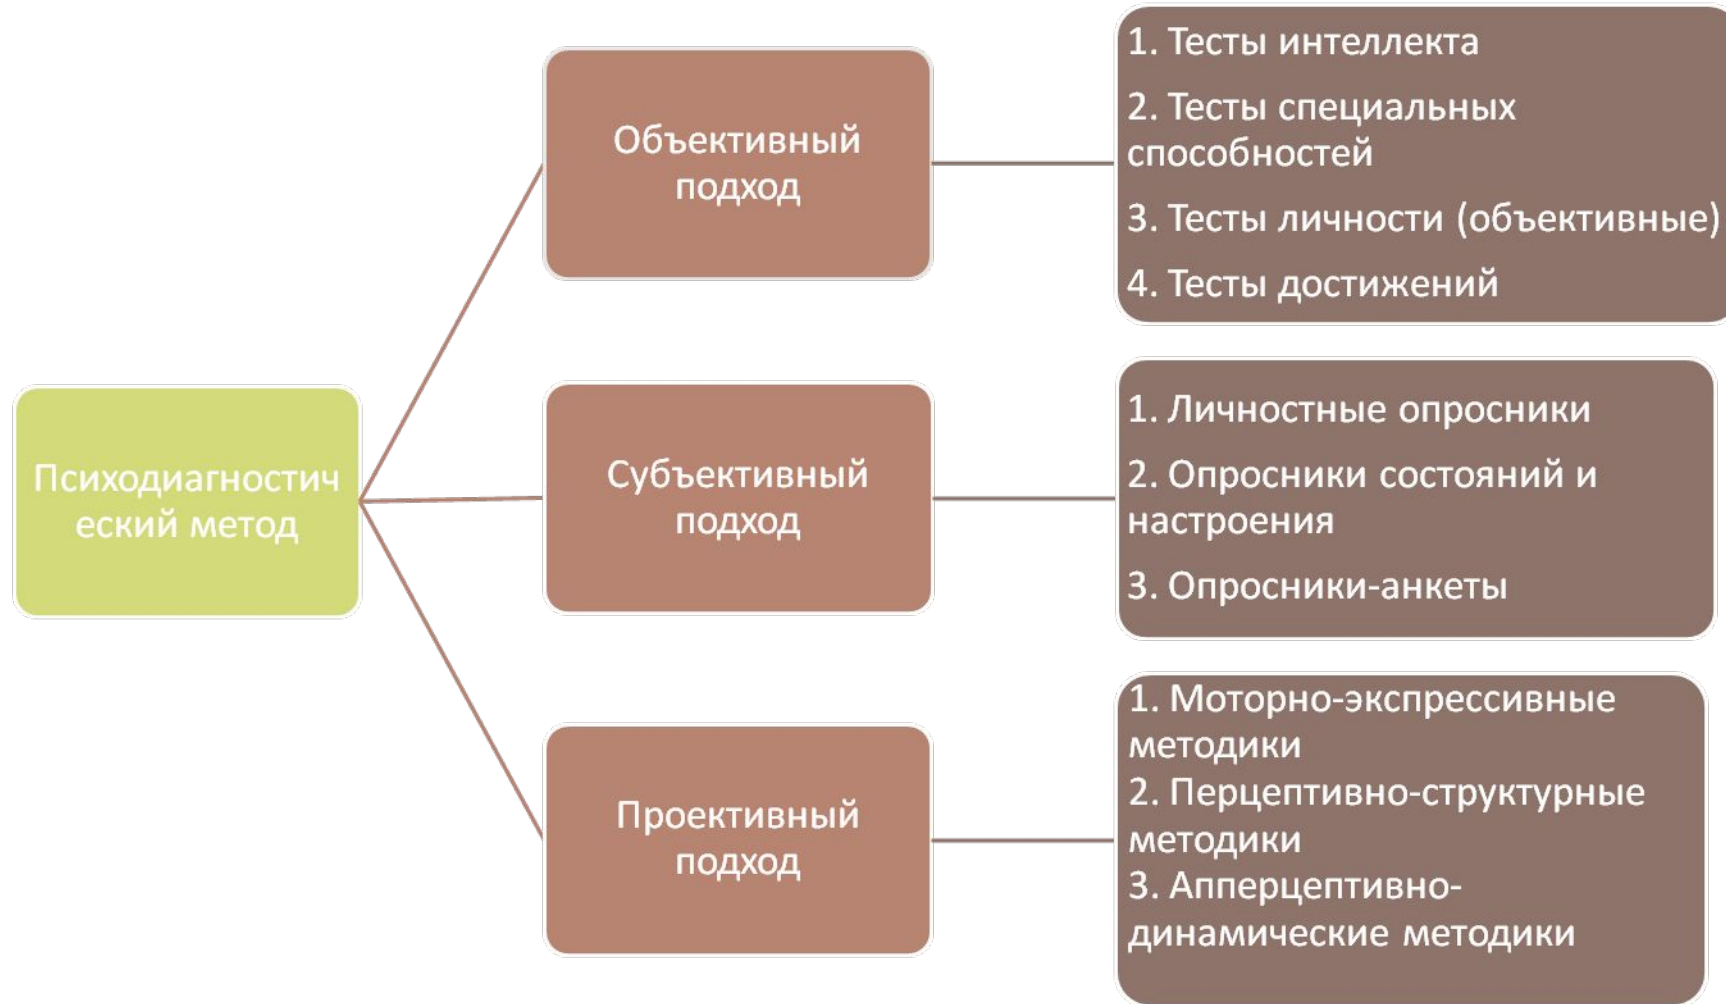 Психодиагностич
еский метод
Объективный
подход
1. Тесты интеллекта
2. Тесты специальных
способностей
3. Тесты личности (объективные)
4. Тесты достижений
Субъективный
подход
1. Личностные опросники
2. Опросники состояний и
настроения
3. Опросники-анкеты
Проективный
подход
1. Моторно-экспрессивные
методики
2. Перцептивно-структурные
методики
3. Апперцептивно-
динамические методики